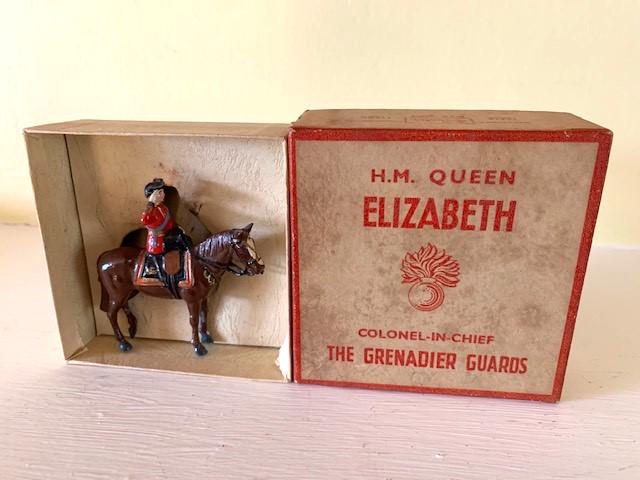 H.M. QUEEN
ELIZABETH
COLONEL-IN-CHIEF
THE GRENADIER GUARDS